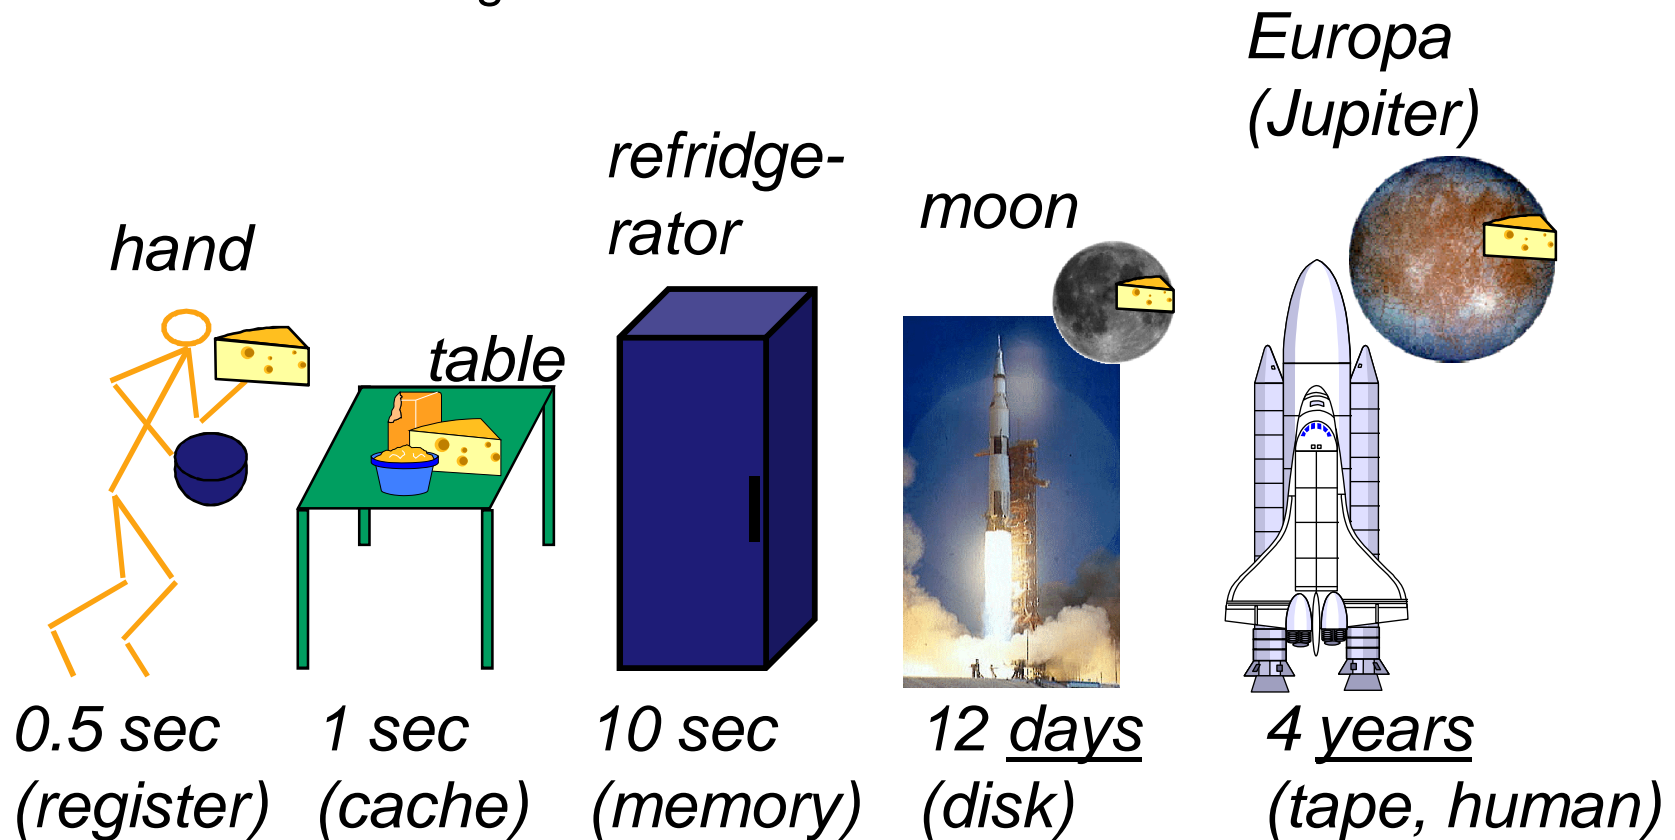 Europa
(Jupiter)
refridge-
rator
moon
hand
table
0.5 sec
(register)
1 sec
(cache)
10 sec
(memory)
12 days
(disk)
4 years
(tape, human)